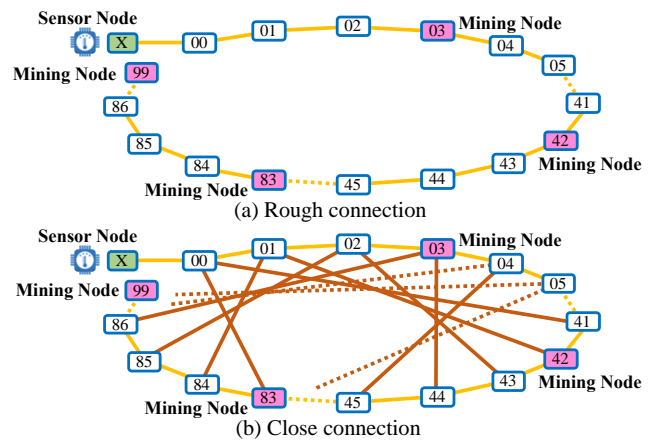 Sensor Node
X
00
01
02
03
Mining Node
04
05
Mining Node
99
86
41
85
42
84
43
Mining Node
Mining Node
83
45
44
(a) Rough connection
Sensor Node
X
00
01
02
03
Mining Node
04
05
Mining Node
99
86
41
85
42
84
43
Mining Node
Mining Node
83
45
44
(b) Close connection